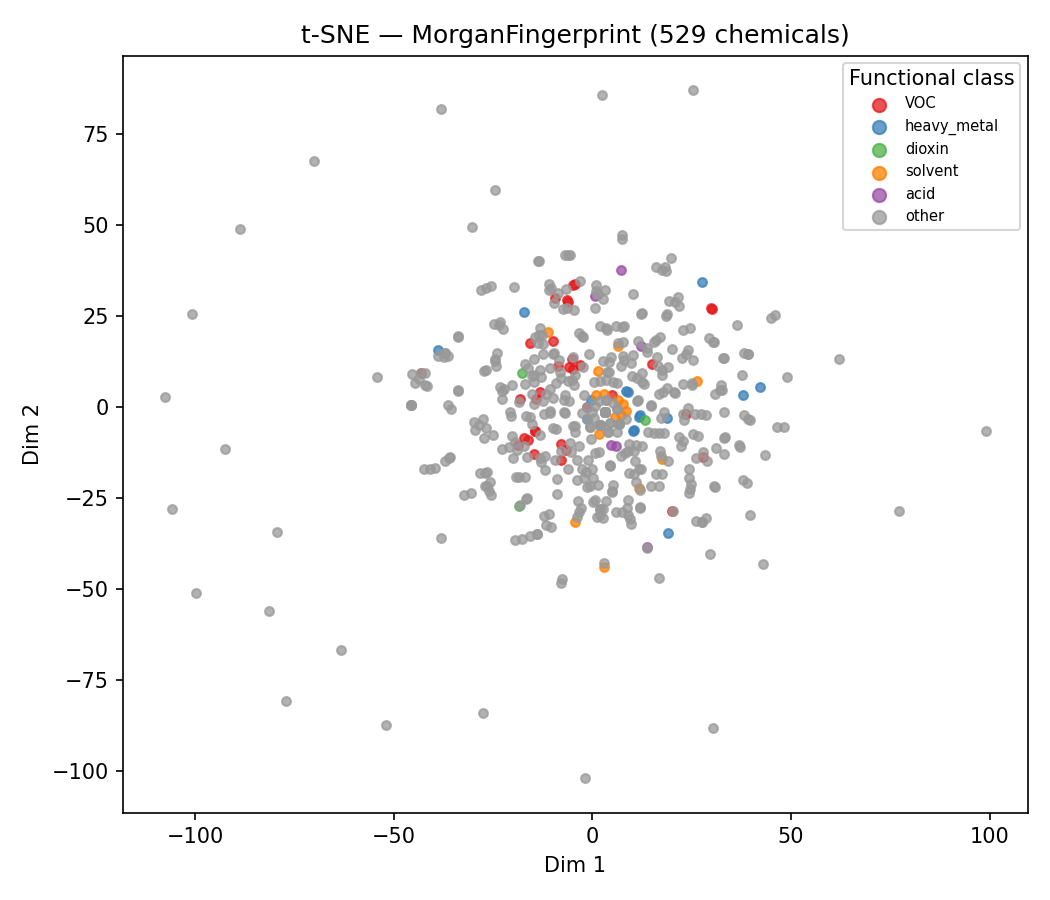 t-SNE — MorganFingerprint (529 chemicals)
Functional class
VOC
heavy_metal
dioxin
solvent
acid
other
75
50
25
0
−25
−50
−75
−100
Dim 2
−100
−50
0
50
100
Dim 1